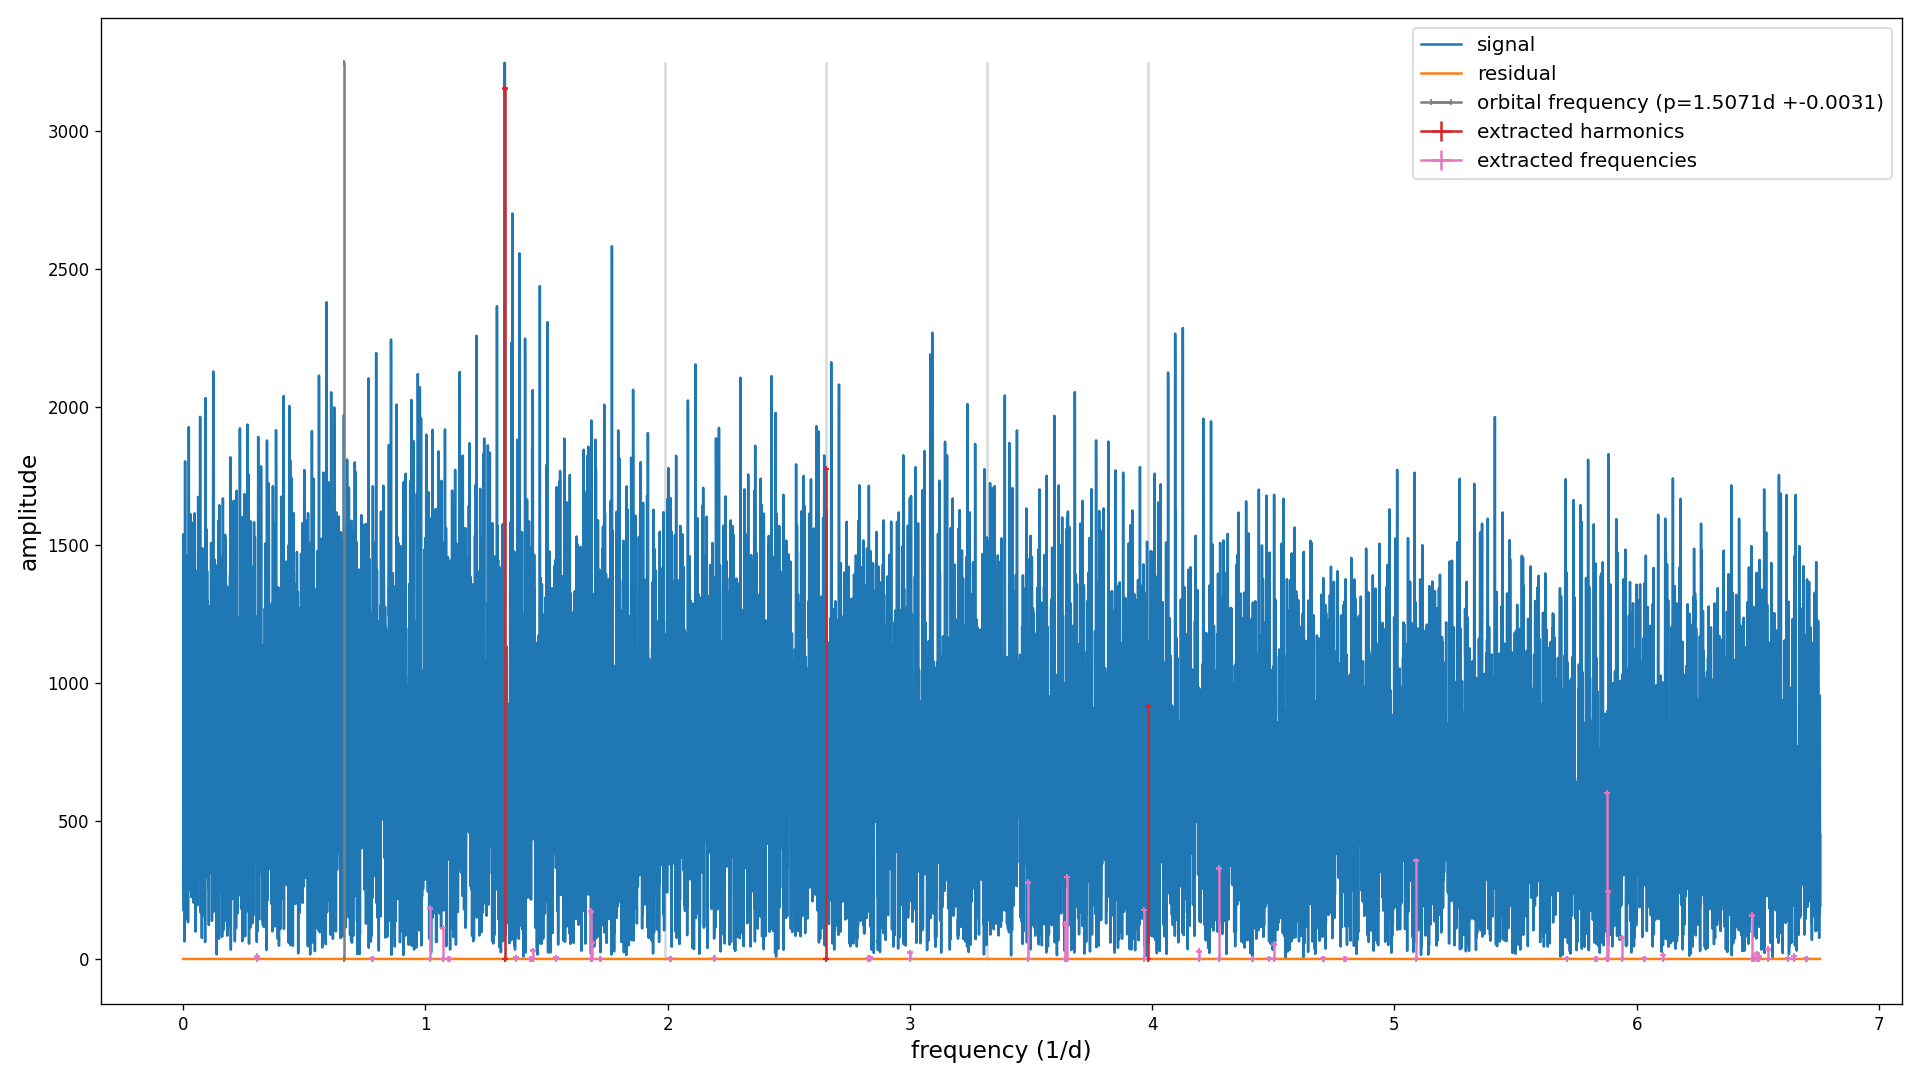 signal
residual
orbital frequency (p=1.5071d +-0.0031)
extracted harmonics
extracted frequencies
amplitude
3000
2500
2000
1500
1000
500
0
0 1 2 3 4 5 6 7
frequency (1/d)